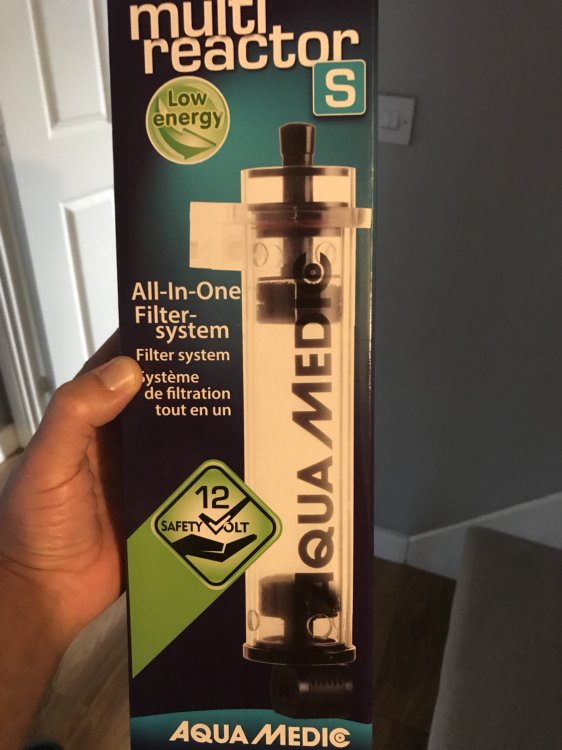 multi
reactor
S
Low
energy
All-In-One
Filter-
system
Filter system
Système
de filtration
tout en un
AQUA MEDIC
12
SAFETY VOLT
AQUA MEDIC